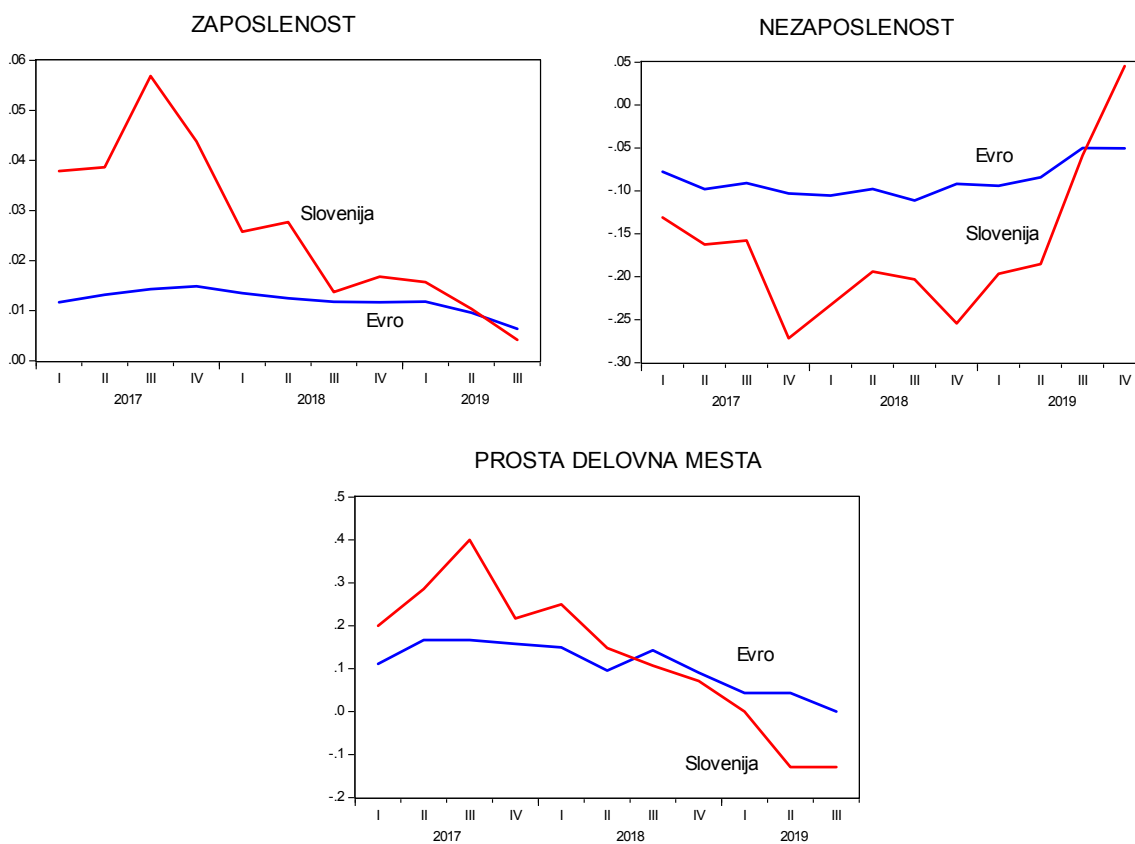 ZAPOSLENOST
.06
.05
.04
.03
.02
.01
.00
Slovenija
Evro
I II III IV I II III IV I II III
2017 2018 2019
NEZAPOSLENOST
.05
.00
-.05
-.10
-.15
-.20
-.25
-.30
Evro
Slovenija
I II III IV I II III IV I II III IV
2017 2018 2019
PROSTA DELOVNA MESTA
.5
.4
.3
.2
.1
.0
-.1
-.2
Evro
Slovenija
I II III IV I II III IV I II III
2017 2018 2019